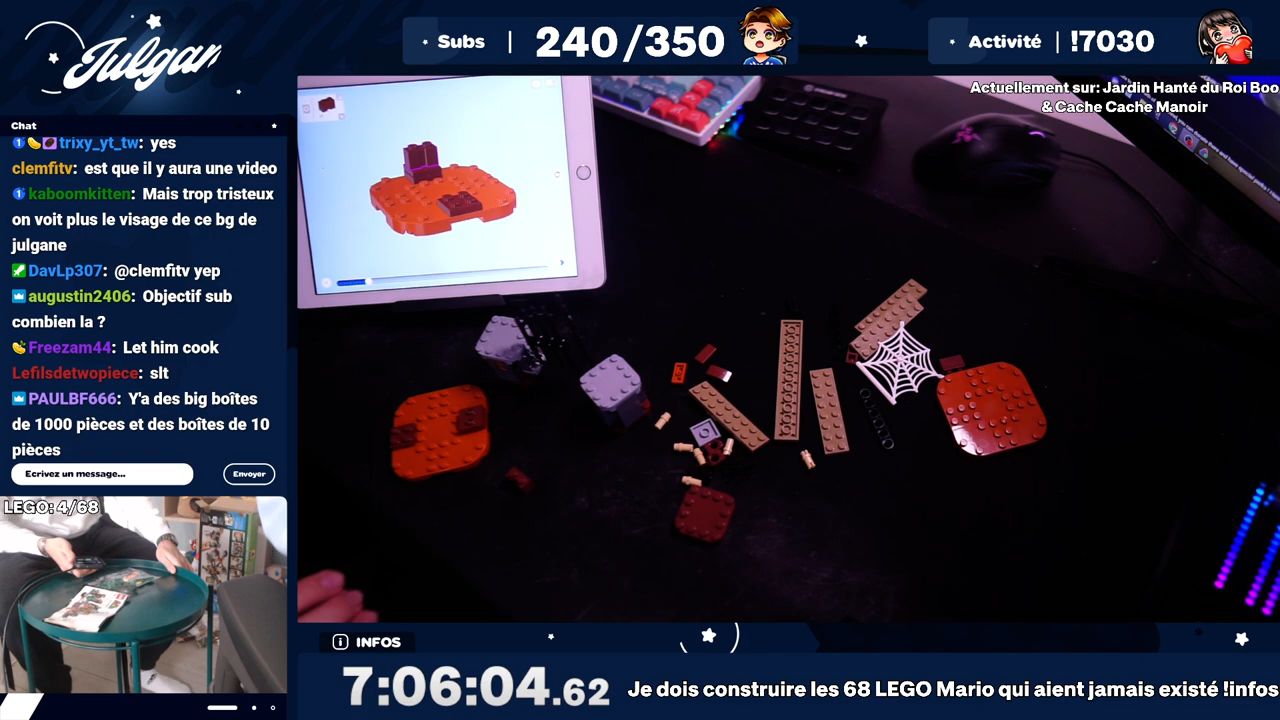 Julgane
Subs | 240/350
Activité | !7030
Actuellement sur: Jardin Hanté du Roi Boo
& Cache Cache Manoir
Chat
trixy_yt_tw: yes
clemfitv: est que il y aura une video
kaboomkitten: Mais trop tristeux
on voit plus le visage de ce bg de
julgane
DavLp307: @clemfitv yep
augustin2406: Objectif sub
combien la ?
Freezam44: Let him cook
Lefilsdetwopiece: slt
PAULBF666: Y'a des big boîtes
de 1000 pièces et des boîtes de 10
pièces
Ecrivez un message...
Envoyer
LEGO: 4/68
INFOS
7:06:04.62
Je dois construire les 68 LEGO Mario qui aient jamais existé !infos